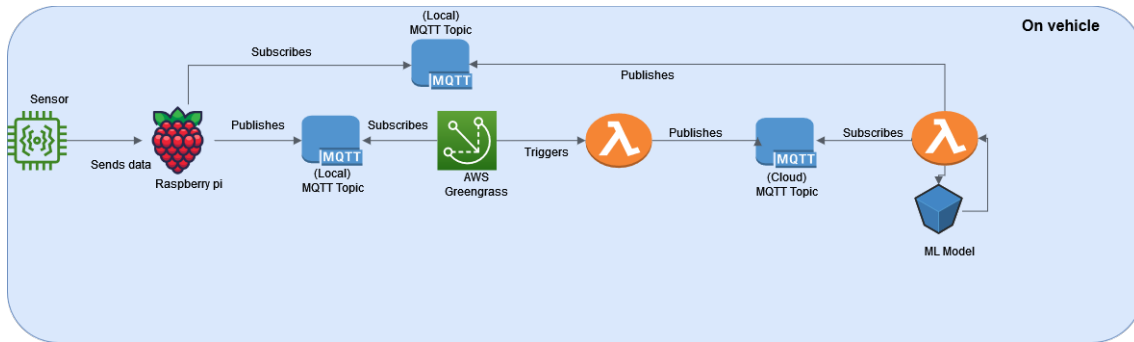 On vehicle
(Local)
MQTT Topic
Subscribes
MQTT
Publishes
Sensor
Sends data
Raspberry pi
Publishes
MQTT
(Local)
MQTT Topic
Subscribes
AWS
Greengrass
Triggers
Publishes
MQTT
(Cloud)
MQTT Topic
Subscribes
ML Model